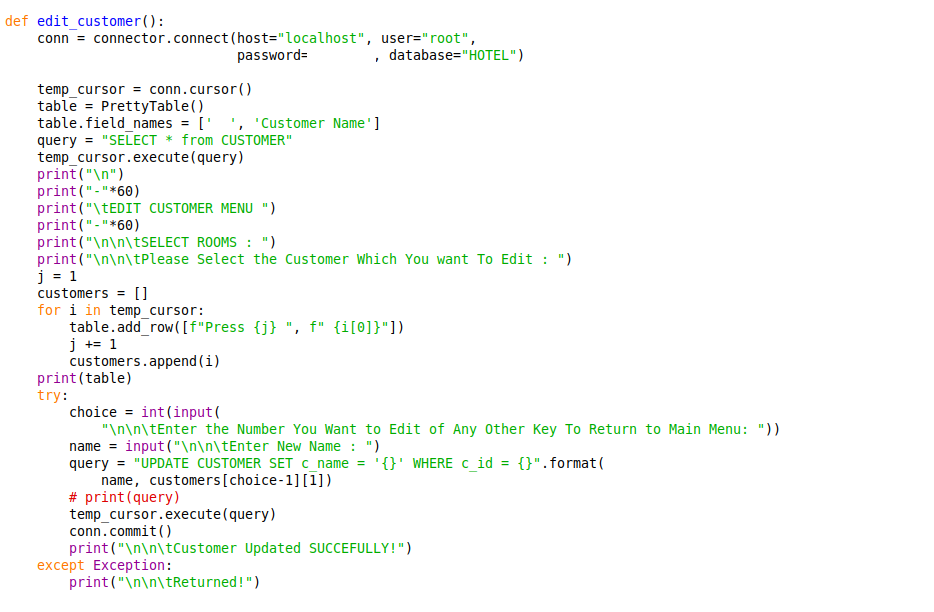 def edit_customer():
    conn = connector.connect(host="localhost", user="root",
                             password=        , database="HOTEL")
    temp_cursor = conn.cursor()
    table = PrettyTable()
    table.field_names = ['  ', 'Customer Name']
    query = "SELECT * from CUSTOMER"
    temp_cursor.execute(query)
    print("\n")
    print("-"*60)
    print("\tEDIT CUSTOMER MENU ")
    print("-"*60)
    print("\n\n\tSELECT ROOMS : ")
    print("\n\n\tPlease Select the Customer Which You want To Edit : ")
    j = 1
    customers = []
    for i in temp_cursor:
        table.add_row([f"Press {j} ", f" {i[0]}"])
        j += 1
        customers.append(i)
    print(table)
    try:
        choice = int(input(
            "\n\n\tEnter the Number You Want to Edit of Any Other Key To Return to Main Menu: "))
        name = input("\n\n\tEnter New Name : ")
        query = "UPDATE CUSTOMER SET c_name = '{}' WHERE c_id = {}".format(
            name, customers[choice-1][1])
        # print(query)
        temp_cursor.execute(query)
        conn.commit()
        print("\n\n\tCustomer Updated SUCCEFULLY!")
    except Exception:
        print("\n\n\tReturned!")